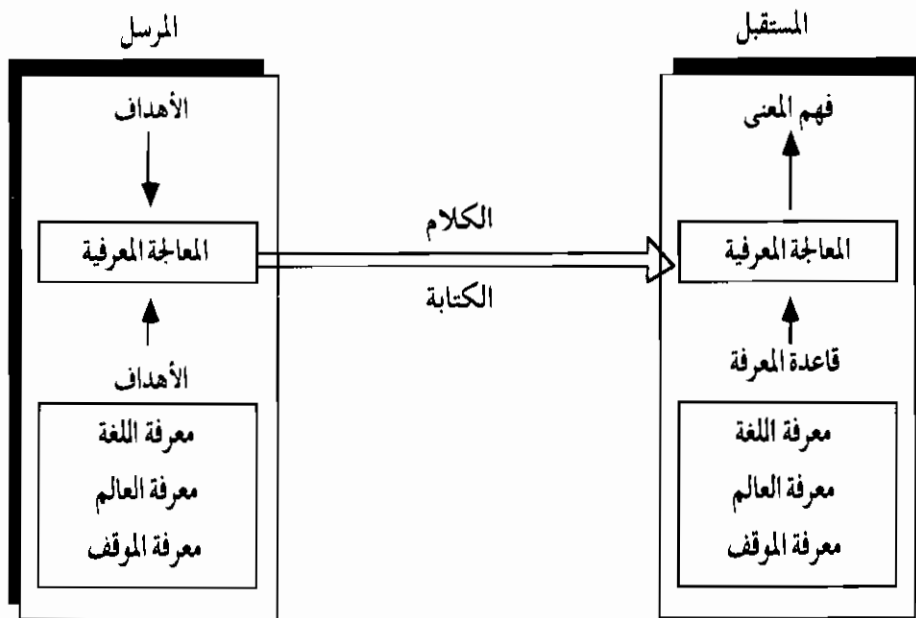 المرسل
الأهداف
المعالجة المعرفية
الأهداف
معرفة اللغة
معرفة العالم
معرفة الموقف
الكلام
الكتابة
المستقبل
فهم المعنى
المعالجة المعرفية
قاعدة المعرفة
معرفة اللغة
معرفة العالم
معرفة الموقف